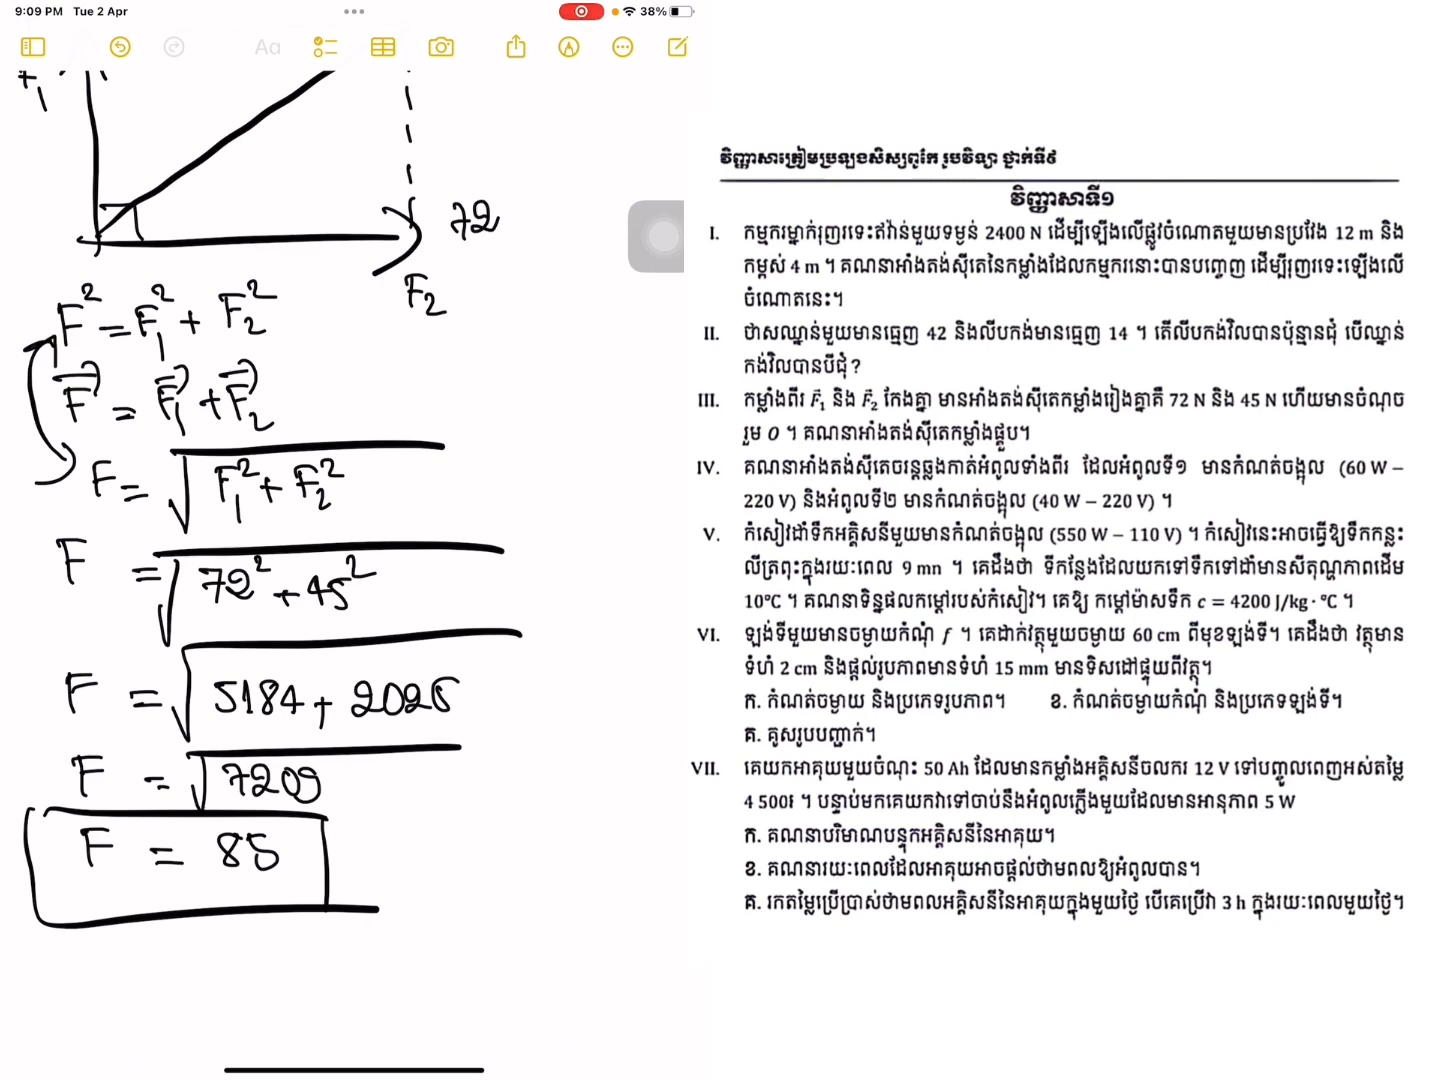 9:09 PM Tue 2 Apr
38%
Aa
F₁
72
F₂
F² = F₁² + F₂²
F⃗ = F⃗₁ + F⃗₂
F = √F₁² + F₂²
F = √72² + 45²
F = √5184 + 2025
F = √7209
F = 85
វិញ្ញាសាត្រៀមប្រឡងសិស្សពូកែ រូបវិទ្យា ថ្នាក់ទី៩
វិញ្ញាសាទី១
I. កម្មករម្នាក់រុញរទេះឥវ៉ាន់មួយទម្ងន់ 2400 N ដើម្បីឡើងលើផ្លូវចំណោតមួយមានប្រវែង 12 m និង
កម្ពស់ 4 m ។ គណនាអាំងតង់ស៊ីតេនៃកម្លាំងដែលកម្មករនោះបានបញ្ចេញ ដើម្បីរុញរទេះឡើងលើ
ចំណោតនេះ។
II. ថាសឈ្នាន់មួយមានធ្មេញ 42 និងលីបកង់មានធ្មេញ 14 ។ តើលីបកង់វិលបានប៉ុន្មានជុំ បើឈ្នាន់
កង់វិលបានបីជុំ?
III. កម្លាំងពីរ F⃗₁ និង F⃗₂ កែងគ្នា មានអាំងតង់ស៊ីតេកម្លាំងរៀងគ្នាគឺ 72 N និង 45 N ហើយមានចំណុច
រួម O ។ គណនាអាំងតង់ស៊ីតេកម្លាំងផ្គួប។
IV. គណនាអាំងតង់ស៊ីតេចរន្តឆ្លងកាត់អំពូលទាំងពីរ ដែលអំពូលទី១ មានកំណត់ចង្អុល (60 W –
220 V) និងអំពូលទី២ មានកំណត់ចង្អុល (40 W – 220 V) ។
V. កំសៀវដាំទឹកអគ្គិសនីមួយមានកំណត់ចង្អុល (550 W – 110 V) ។ កំសៀវនេះអាចធ្វើឱ្យទឹកកន្លះ
លីត្រពុះក្នុងរយៈពេល 9 mn ។ គេដឹងថា ទឹកកន្លែងដែលយកទៅទឹកទៅដាំមានសីតុណ្ហភាពដើម
10°C ។ គណនាទិន្នផលកម្តៅរបស់កំសៀវ។ គេឱ្យ កម្តៅម៉ាសទឹក c = 4200 J/kg · °C ។
VI. ឡង់ទីមួយមានចម្ងាយកំណុំ f ។ គេដាក់វត្ថុមួយចម្ងាយ 60 cm ពីមុខឡង់ទី។ គេដឹងថា វត្ថុមាន
ទំហំ 2 cm និងផ្តល់រូបភាពមានទំហំ 15 mm មានទិសដៅផ្ទុយពីវត្ថុ។
ក. កំណត់ចម្ងាយ និងប្រភេទរូបភាព។ ខ. កំណត់ចម្ងាយកំណុំ និងប្រភេទឡង់ទី។
គ. គូសរូបបញ្ជាក់។
VII. គេយកអាគុយមួយចំណុះ 50 Ah ដែលមានកម្លាំងអគ្គិសនីចលករ 12 V ទៅបញ្ចូលពេញអស់តម្លៃ
4 500៛ ។ បន្ទាប់មកគេយកវាទៅចាប់នឹងអំពូលភ្លើងមួយដែលមានអានុភាព 5 W
ក. គណនាបរិមាណបន្ទុកអគ្គិសនីនៃអាគុយ។
ខ. គណនារយៈពេលដែលអាគុយអាចផ្តល់ថាមពលឱ្យអំពូលបាន។
គ. រកតម្លៃប្រើប្រាស់ថាមពលអគ្គិសនីនៃអាគុយក្នុងមួយថ្ងៃ បើគេប្រើវា 3 h ក្នុងរយៈពេលមួយថ្ងៃ។